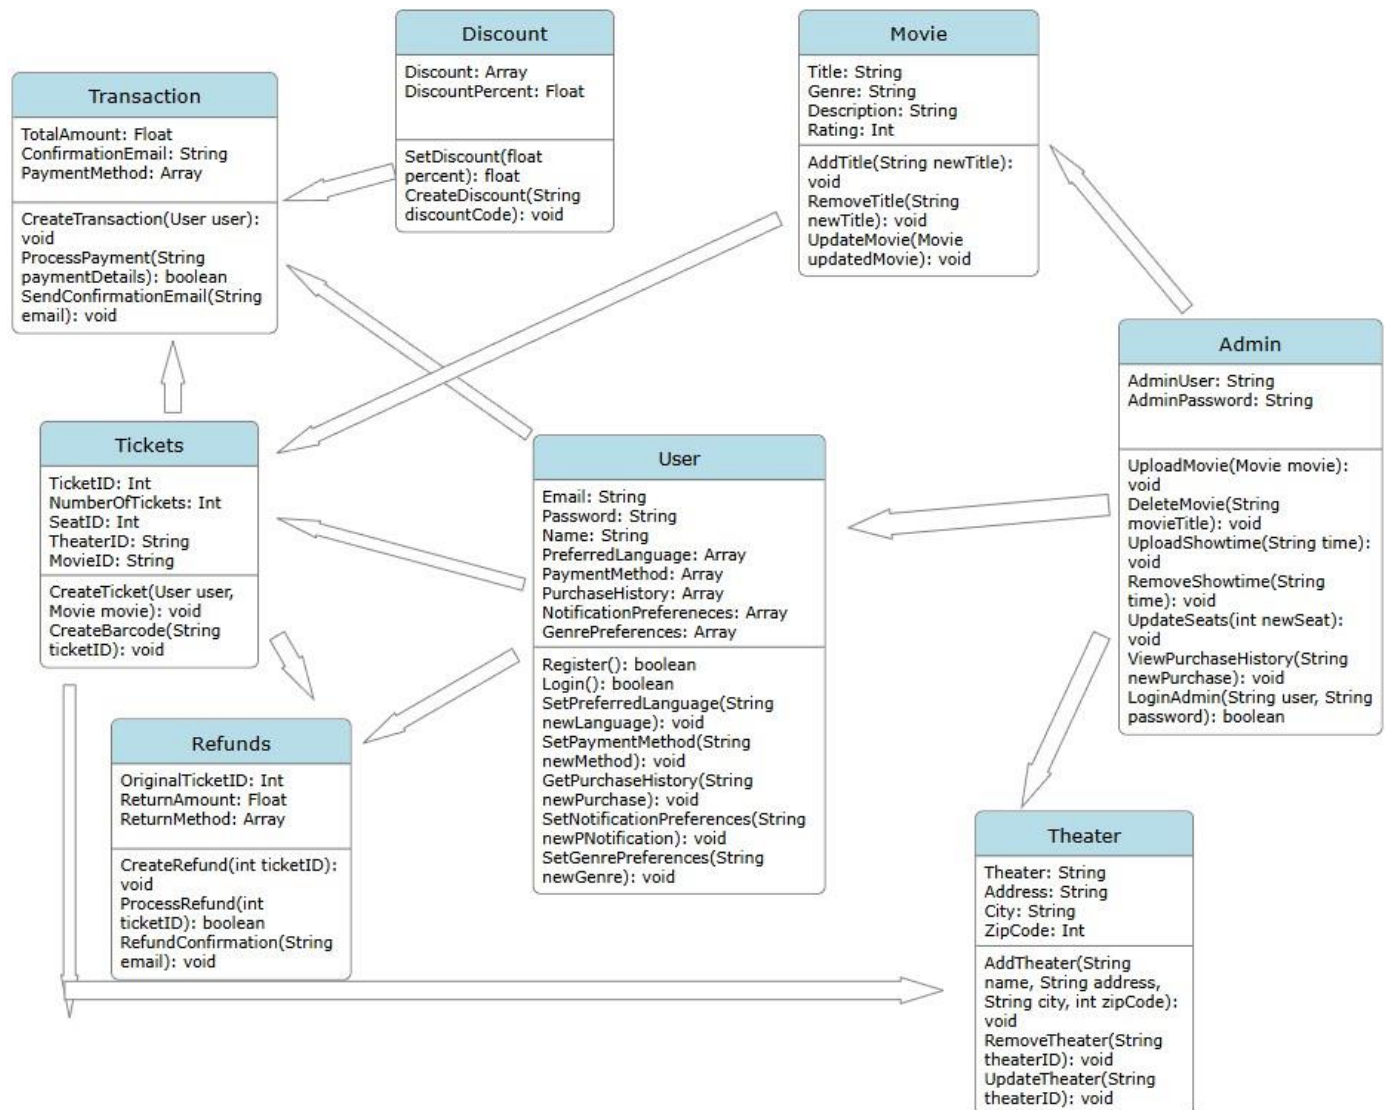 Discount
Discount: Array
DiscountPercent: Float
SetDiscount(float
percent): float
CreateDiscount(String
discountCode): void
Movie
Title: String
Genre: String
Description: String
Rating: Int
AddTitle(String newTitle):
void
RemoveTitle(String
newTitle): void
UpdateMovie(Movie
updatedMovie): void
Transaction
TotalAmount: Float
ConfirmationEmail: String
PaymentMethod: Array
CreateTransaction(User user):
void
ProcessPayment(String
paymentDetails): boolean
SendConfirmationEmail(String
email): void
Admin
AdminUser: String
AdminPassword: String
UploadMovie(Movie movie):
void
DeleteMovie(String
movieTitle): void
UploadShowtime(String time):
void
RemoveShowtime(String
time): void
UpdateSeats(int newSeat):
void
ViewPurchaseHistory(String
newPurchase): void
LoginAdmin(String user, String
password): boolean
Tickets
TicketID: Int
NumberOfTickets: Int
SeatID: Int
TheaterID: String
MovieID: String
CreateTicket(User user,
Movie movie): void
CreateBarcode(String
ticketID): void
User
Email: String
Password: String
Name: String
PreferredLanguage: Array
PaymentMethod: Array
PurchaseHistory: Array
NotificationPrefereneces: Array
GenrePreferences: Array
Register(): boolean
Login(): boolean
SetPreferredLanguage(String
newLanguage): void
SetPaymentMethod(String
newMethod): void
GetPurchaseHistory(String
newPurchase): void
SetNotificationPreferences(String
newPNotification): void
SetGenrePreferences(String
newGenre): void
Refunds
OriginalTicketID: Int
ReturnAmount: Float
ReturnMethod: Array
CreateRefund(int ticketID):
void
ProcessRefund(int
ticketID): boolean
RefundConfirmation(String
email): void
Theater
Theater: String
Address: String
City: String
ZipCode: Int
AddTheater(String
name, String address,
String city, int zipCode):
void
RemoveTheater(String
theaterID): void
UpdateTheater(String
theaterID): void